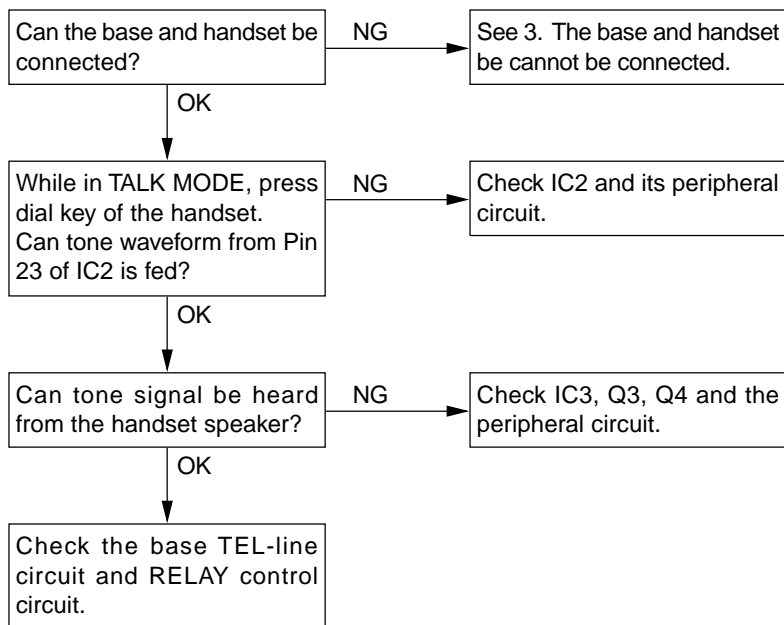 Can the base and handset be
connected?
NG
See 3. The base and handset
be cannot be connected.
OK
While in TALK MODE, press
dial key of the handset.
Can tone waveform from Pin
23 of IC2 is fed?
NG
Check IC2 and its peripheral
circuit.
OK
Can tone signal be heard
from the handset speaker?
NG
Check IC3, Q3, Q4 and the
peripheral circuit.
OK
Check the base TEL-line
circuit and RELAY control
circuit.